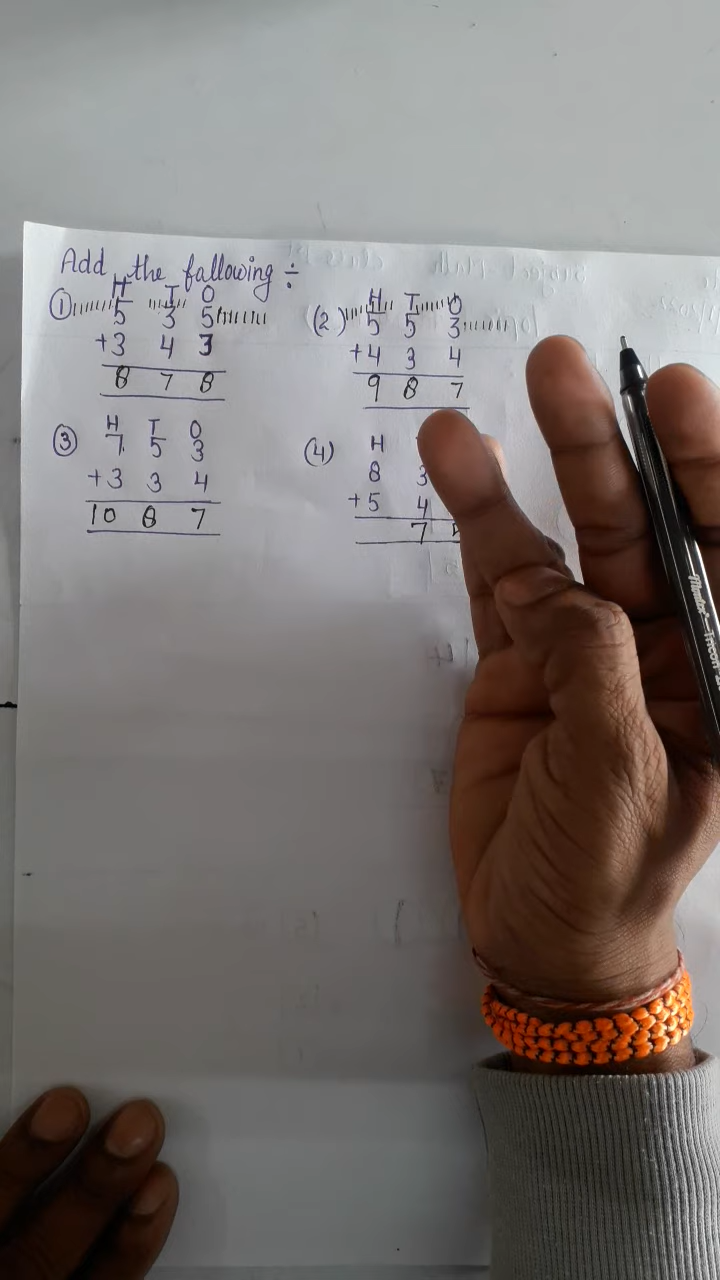 Add the fallowing ÷
① H T O
5 3 5
+3 4 3
8 7 8
(2) H T O
5 5 3
+4 3 4
9 8 7
③ H T O
7 5 3
+3 3 4
10 8 7
(4) H
8 3
+5 4
7